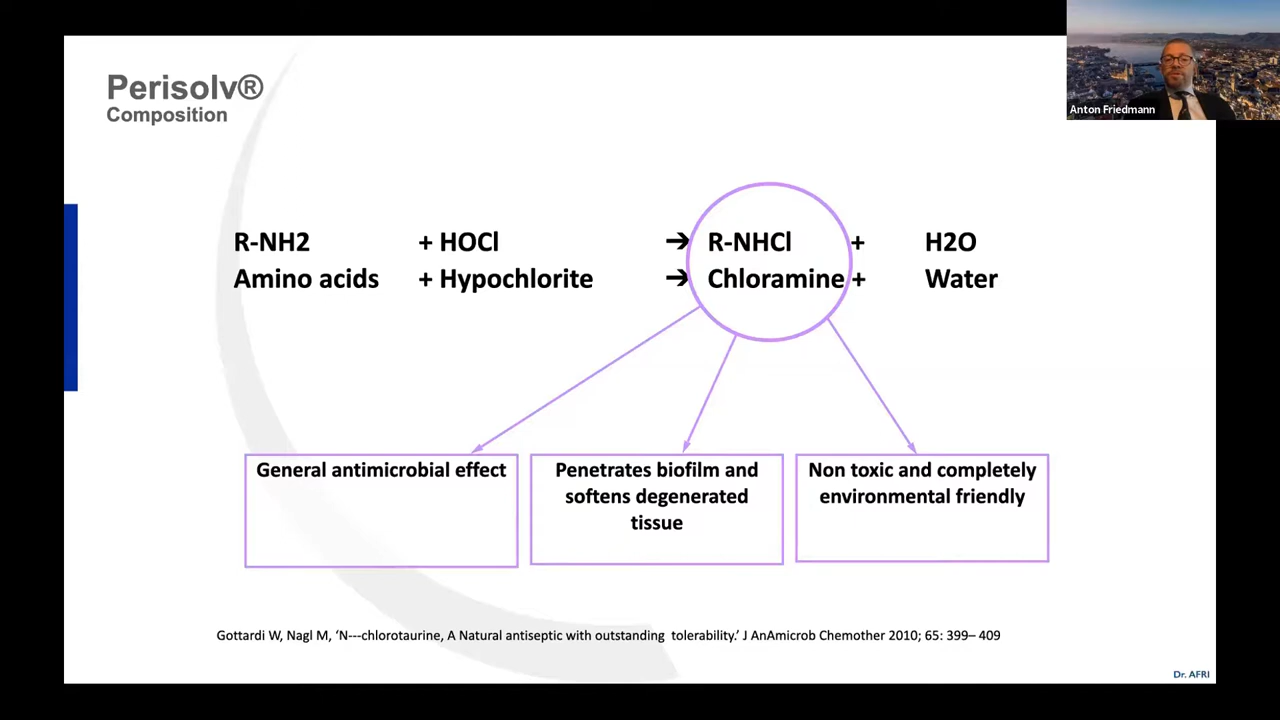 Perisolv®
Composition
Anton Friedmann
R-NH2 + HOCl ➔ R-NHCl + H2O
Amino acids + Hypochlorite ➔ Chloramine + Water
General antimicrobial effect
Penetrates biofilm and
softens degenerated
tissue
Non toxic and completely
environmental friendly
Gottardi W, Nagl M, ‘N---chlorotaurine, A Natural antiseptic with outstanding tolerability.’ J AnAmicrob Chemother 2010; 65: 399– 409
Dr. AFRI